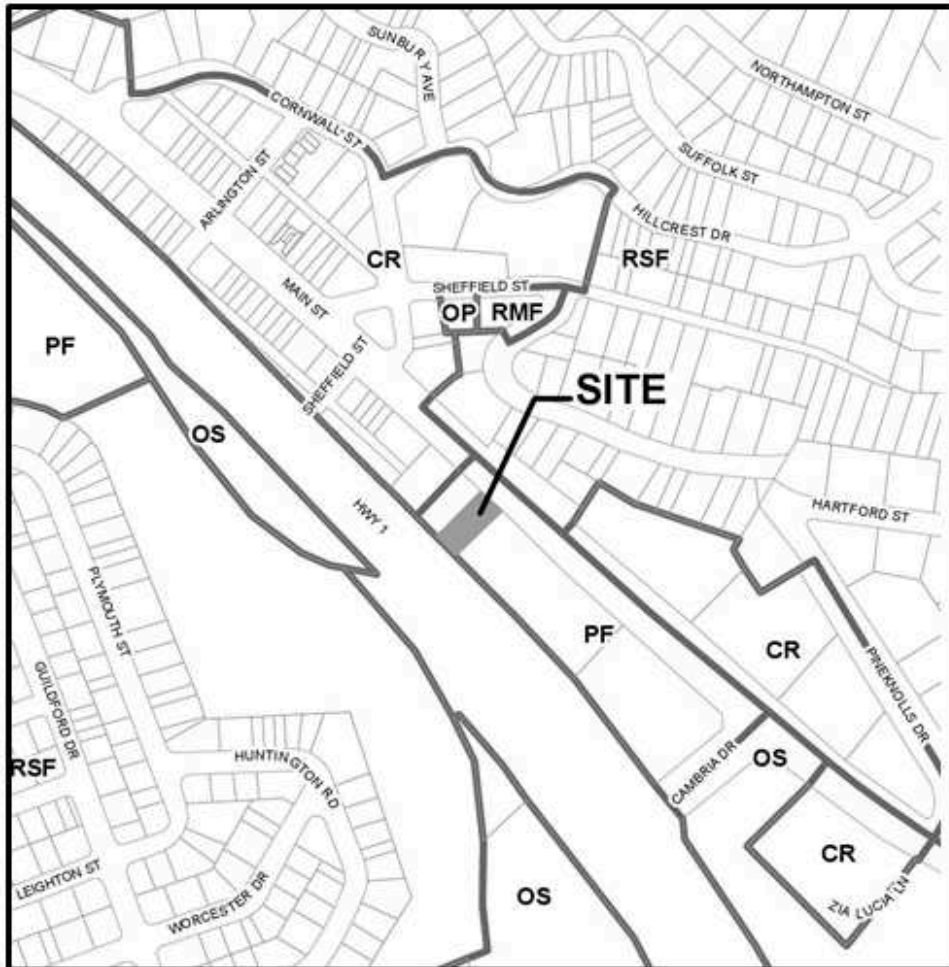 SUNBURY AVE
NORTHAMPTON ST
CORNWALL ST
SUFFOLK ST
ARLINGTON ST
HILLCREST DR
CR
RSF
MAIN ST
SHEFFIELD ST
OP
RMF
PF
SHEFFIELD ST
SITE
OS
HWY 1
HARTFORD ST
PLYMOUTH ST
PF
CR
PINEKNOLLS DR
GUILDFORD DR
HUNTINGTON RD
CAMBRIA DR
OS
RSF
CR
LEIGHTON ST
WORCESTER DR
OS
ZIA LUCIA LN